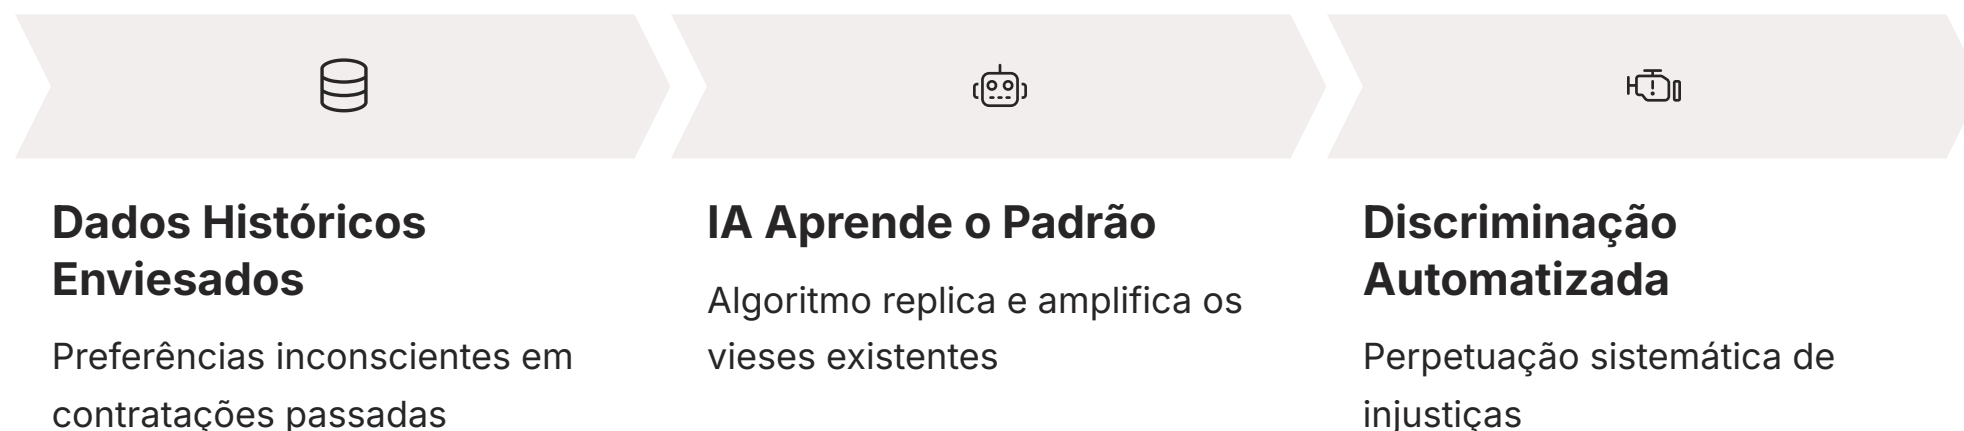 Dados Históricos
Enviesados
Preferências inconscientes em
contratações passadas
IA Aprende o Padrão
Algoritmo replica e amplifica os
vieses existentes
Discriminação
Automatizada
Perpetuação sistemática de
injustiças